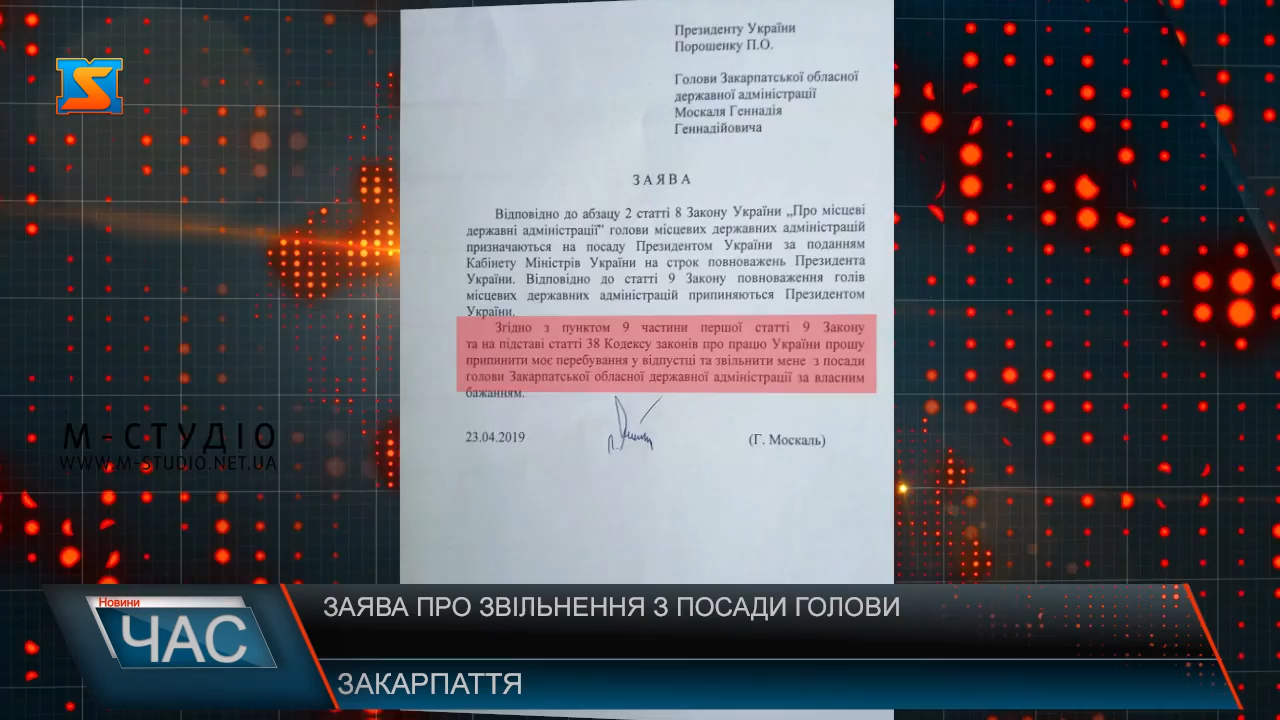 Президенту України
Порошенку П.О.
Голови Закарпатської обласної
державної адміністрації
Москаля Геннадія
Геннадійовича
ЗАЯВА
Відповідно до абзацу 2 статті 8 Закону України „Про місцеві
державні адміністрації” голови місцевих державних адміністрацій
призначаються на посаду Президентом України за поданням
Кабінету Міністрів України на строк повноважень Президента
України. Відповідно до статті 9 Закону повноваження голів
місцевих державних адміністрацій припиняються Президентом
України.
Згідно з пунктом 9 частини першої статті 9 Закону
та на підставі статті 38 Кодексу законів про працю України прошу
припинити моє перебування у відпустці та звільнити мене з посади
голови Закарпатської обласної державної адміністрації за власним
бажанням.
23.04.2019
(Г. Москаль)
М-СТУДІО
WWW.M-STUDIO.NET.UA
Новини
ЧАС
ЗАЯВА ПРО ЗВІЛЬНЕННЯ З ПОСАДИ ГОЛОВИ
ЗАКАРПАТТЯ